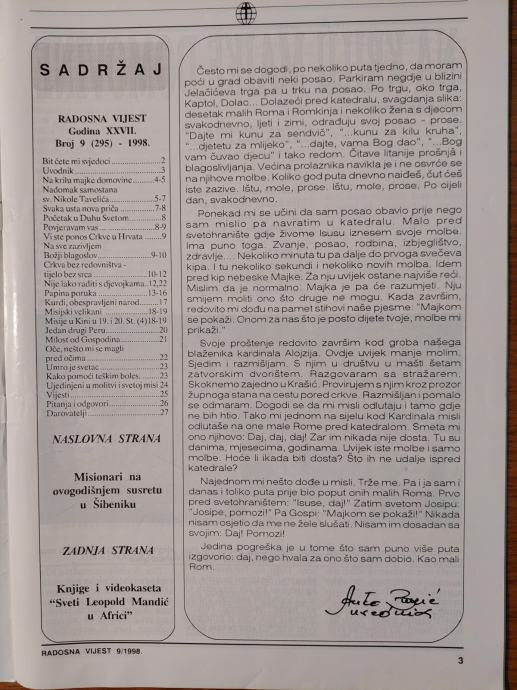 SADRŽAJ
RADOSNA VIJEST
Godina XXVII.
Broj 9 (295) - 1998.
Bit ćete mi svjedoci 2
Uvodnik 3
Na krilu majke domovine 4-5
Nadomak samostana
sv. Nikole Tavelića 5-7
Svaka usta nova priča 7-8
Početak u Duhu Svetom 8
Povjeravam vas 8-9
Vi ste ponos Crkve u Hrvata 9
Na sve zazivljem
Božji blagoslov 9-10
Crkva bez redovništva -
tijelo bez srca 10-12
Nije lako raditi s djevojkama 12,22
Papina poruka 13-16
Kurdi, obespravljeni narod 17
Misijski velikani 18-19
Misije u Kini u 19. i 20. St. (4) 18-19
Jedan drugi Peru 20
Milost od Gospodina 21
Oče, nešto mi se magli
pred očima 22
Umro je svetac 23
Kako pomoći teškim boles. 23
Ujedinjeni u molitvi i svetoj misi 24
Vijesti 25
Pitanja i odgovori 26
Darovatelji 27
NASLOVNA STRANA
Misionari na
ovogodišnjem susretu
u Šibeniku
ZADNJA STRANA
Knjige i videokaseta
"Sveti Leopold Mandić
u Africi"
Često mi se dogodi, po nekoliko puta tjedno, da moram
poći u grad obaviti neki posao. Parkiram negdje u blizini
Jelačićeva trga pa u trku na posao. Po trgu, oko trga,
Kaptol, Dolac... Dolazeći pred katedralu, svagdanja slika:
desetak malih Roma i Romkinja i nekoliko žena s djecom
svakodnevno, ljeti i zimi, odrađuju svoj posao - prose.
"Dajte mi kunu za sendvič", "...kunu za kilu kruha",
"...djetetu za mlijeko", "...dajte, vama Bog dao", "...Bog
vam čuvao djecu" i tako redom. Čitave litanije prošnjâ i
blagoslivljanja. Većina prolaznika navikla je i ne osvrće se
na njihove molbe. Koliko god puta dnevno naiđeš, čut ćeš
iste zazive. Ištu, mole, prose. Ištu, mole, prose. Po cijeli
dan, svakodnevno.
Ponekad mi se učini da sam posao obavio prije nego
sam mislio pa navratim u katedralu. Malo pred
svetohranište gdje živome Isusu iznesem svoje molbe.
Ima puno toga. Zvanje, posao, rodbina, izbjeglištvo,
zdravlje.... Nekoliko minuta tu pa dalje do prvoga svečeva
kipa. I tu nekoliko sekundi i nekoliko novih molba. Idem
pred kip nebeske Majke. Za nju uvijek ostane najviše reći.
Mislim da je normalno. Majka je pa će razumjeti. Nju
smijem moliti ono što druge ne mogu. Kada završim,
redovito mi dođu na pamet stihovi naše pjesme: "Majkom
se pokaži. Onom za nas što je posto dijete tvoje, molbe mi
prikaži."
Svoje proštenje redovito završim kod groba našega
blaženika kardinala Alojzija. Ovdje uvijek manje molim.
Sjedim i razmišljam. S njim u društvu u mašti šetam
zatvorskim dvorištem. Razgovaram sa stražarem.
Skoknemo zajedno u Krašić. Provirujem s njim kroz prozor
župnoga stana na cestu pored crkve. Razmišljam i pomalo
se odmaram. Dogodi se da mi misli odlutaju i tamo gdje
ne bih htio. Tako mi jednom na sijelu kod Kardinala misli
odlutaše na one male Rome pred katedralom. Smeta mi
ono njihovo: Daj, daj, daj! Zar im nikada nije dosta. Tu su
danima, mjesecima, godinama. Uvijek iste molbe i samo
molbe. Hoće li ikada biti dosta? Što ih ne udalje ispred
katedrale?
Najednom mi nešto dođe u misli. Trže me. Pa i ja sam i
danas i toliko puta prije bio poput onih malih Roma. Prvo
pred svetohraništem: "Isuse, daj!" Zatim svetom Josipu:
"Josipe, pomozi!" Pa Gospi: "Majkom se pokaži!" Nikada
nisam osjetio da me ne žele slušati. Nisam im dosadan sa
svojim: Daj! Pomozi!
Jedina pogreška je u tome što sam puno više puta
izgovorio: daj, nego hvala za ono što sam dobio. Kao mali
Rom.
urednik
RADOSNA VIJEST 9/1998.
3